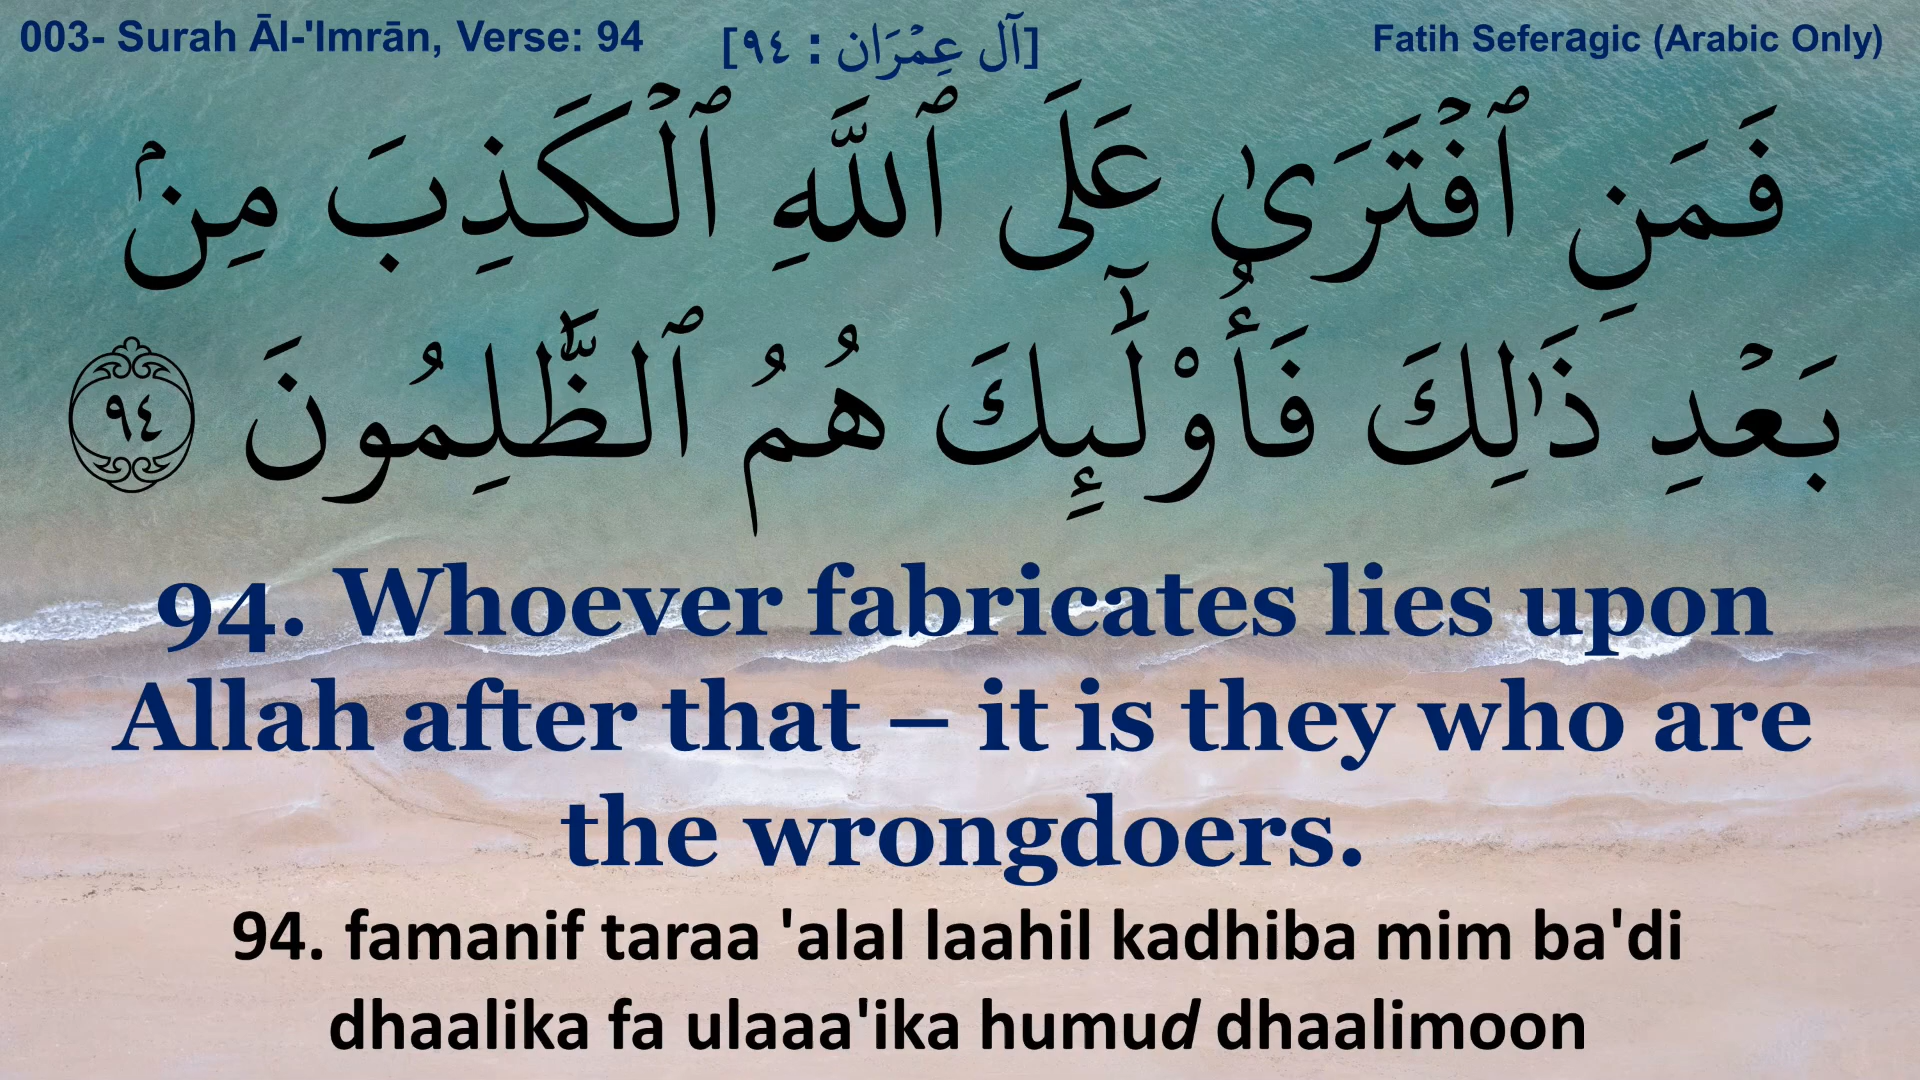 003- Surah Āl-'Imrān, Verse: 94
[آل عِمۡرَان : ٩٤]
Fatih Seferagic (Arabic Only)
فَمَنِ ٱفۡتَرَىٰ عَلَى ٱللَّهِ ٱلۡكَذِبَ مِنۢ
بَعۡدِ ذَٰلِكَ فَأُوْلَٰٓئِكَ هُمُ ٱلظَّٰلِمُونَ ٩٤
94. Whoever fabricates lies upon
Allah after that – it is they who are
the wrongdoers.
94. famanif taraa 'alal laahil kadhiba mim ba'di
dhaalika fa ulaaa'ika humud dhaalimoon